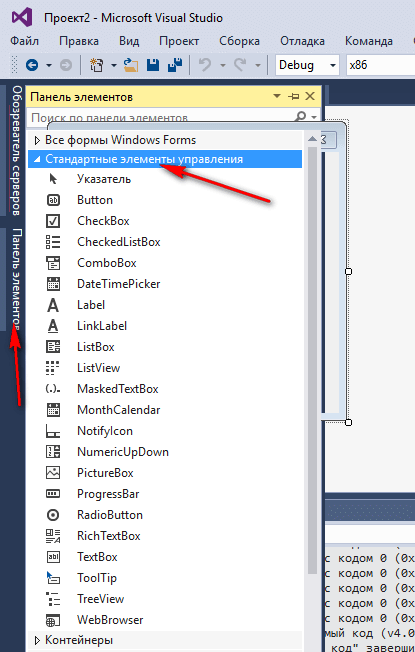 Проект2 - Microsoft Visual Studio
Файл Правка Вид Проект Сборка Отладка Команда
Debug x86
Обозреватель серверов
Панель элементов
Панель элементов
Поиск по панели элементов
Все формы Windows Forms
Стандартные элементы управления
Указатель
Button
CheckBox
CheckedListBox
ComboBox
DateTimePicker
Label
LinkLabel
ListBox
ListView
MaskedTextBox
MonthCalendar
NotifyIcon
NumericUpDown
PictureBox
ProgressBar
RadioButton
RichTextBox
TextBox
ToolTip
TreeView
WebBrowser
Контейнеры
с кодом 0 (0x
с кодом 0 (0x
с кодом 0 (0x
с кодом 0 (0x
с кодом 0 (0x
мый код (v4.0
код" заверши